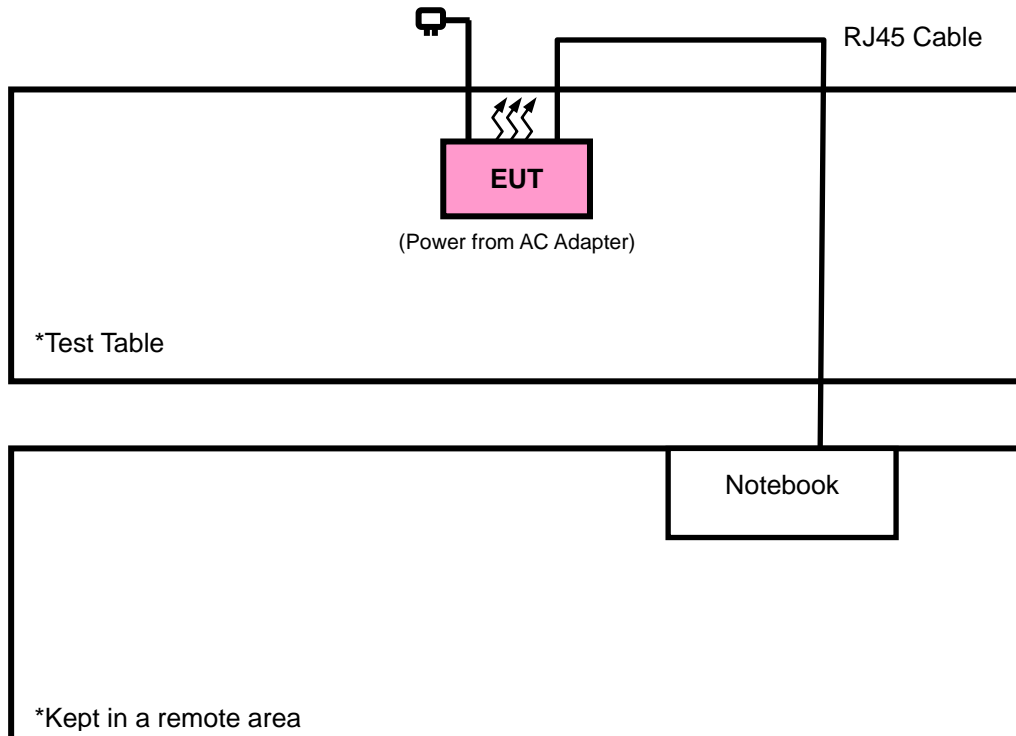 RJ45 Cable
EUT
(Power from AC Adapter)
*Test Table
Notebook
*Kept in a remote area